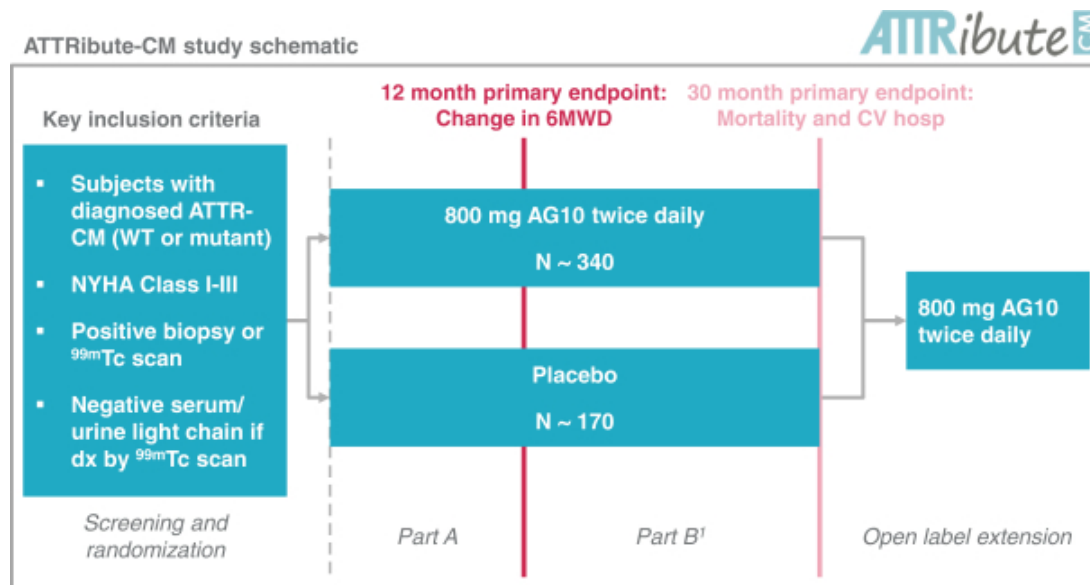 ATTRibute-CM study schematic
ATTRibute CM
12 month primary endpoint:
Change in 6MWD
30 month primary endpoint:
Mortality and CV hosp
Key inclusion criteria
▪ Subjects with
diagnosed ATTR-
CM (WT or mutant)
▪ NYHA Class I-III
▪ Positive biopsy or
⁹⁹ᵐTc scan
▪ Negative serum/
urine light chain if
dx by ⁹⁹ᵐTc scan
800 mg AG10 twice daily
N ~ 340
Placebo
N ~ 170
800 mg AG10
twice daily
Screening and
randomization
Part A
Part B¹
Open label extension